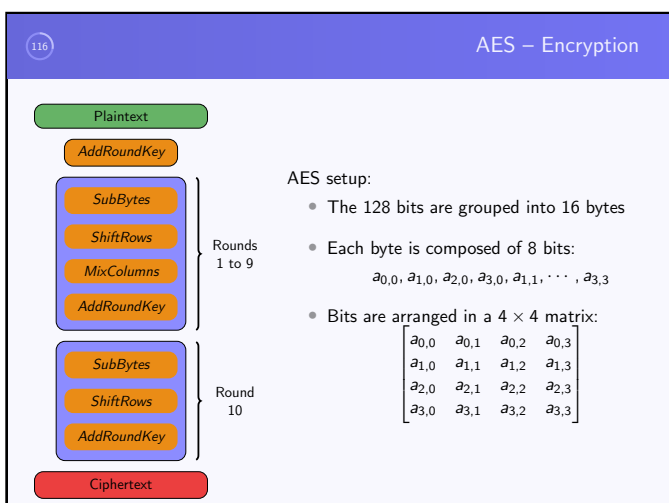 116
AES – Encryption
Plaintext
AddRoundKey
SubBytes
ShiftRows
MixColumns
AddRoundKey
Rounds
1 to 9
SubBytes
ShiftRows
AddRoundKey
Round
10
Ciphertext
AES setup:
• The 128 bits are grouped into 16 bytes
• Each byte is composed of 8 bits:
a0,0, a1,0, a2,0, a3,0, a1,1, ··· , a3,3
• Bits are arranged in a 4 × 4 matrix:
a0,0 a0,1 a0,2 a0,3
a1,0 a1,1 a1,2 a1,3
a2,0 a2,1 a2,2 a2,3
a3,0 a3,1 a3,2 a3,3